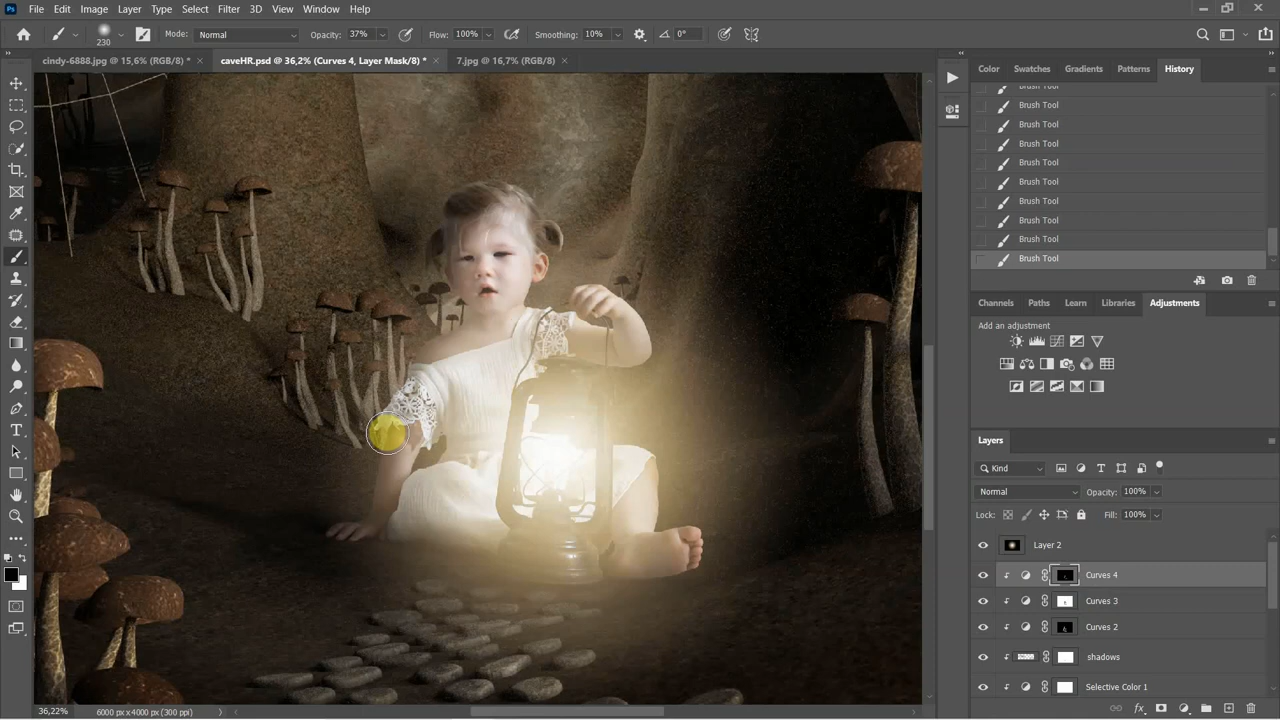 Ps File Edit Image Layer Type Select Filter 3D View Window Help
230 Mode: Normal Opacity: 37% Flow: 100% Smoothing: 10% 0°
cindy-6888.jpg @ 15,6% (RGB/8) * × caveHR.psd @ 36,2% (Curves 4, Layer Mask/8) * × 7.jpg @ 16,7% (RGB/8) ×
Color Swatches Gradients Patterns History
Brush Tool
Brush Tool
Brush Tool
Brush Tool
Brush Tool
Brush Tool
Brush Tool
Brush Tool
Brush Tool
Brush Tool
Channels Paths Learn Libraries Adjustments
Add an adjustment
Layers
Kind
Normal Opacity: 100%
Lock: Fill: 100%
Layer 2
Curves 4
Curves 3
Curves 2
shadows
Selective Color 1
fx
36,22% 6000 px x 4000 px (300 ppi)